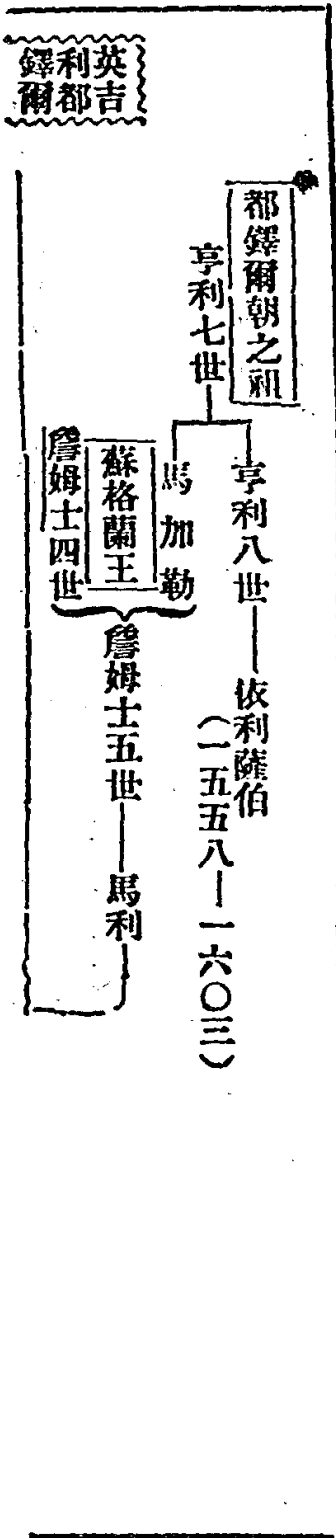 都鐸爾朝之祖
亨利七世
亨利八世
依利薩伯
(一五五八—一六〇三)
馬加勒
蘇格蘭王
詹姆士四世
詹姆士五世
馬利
英吉
利都
鐸爾